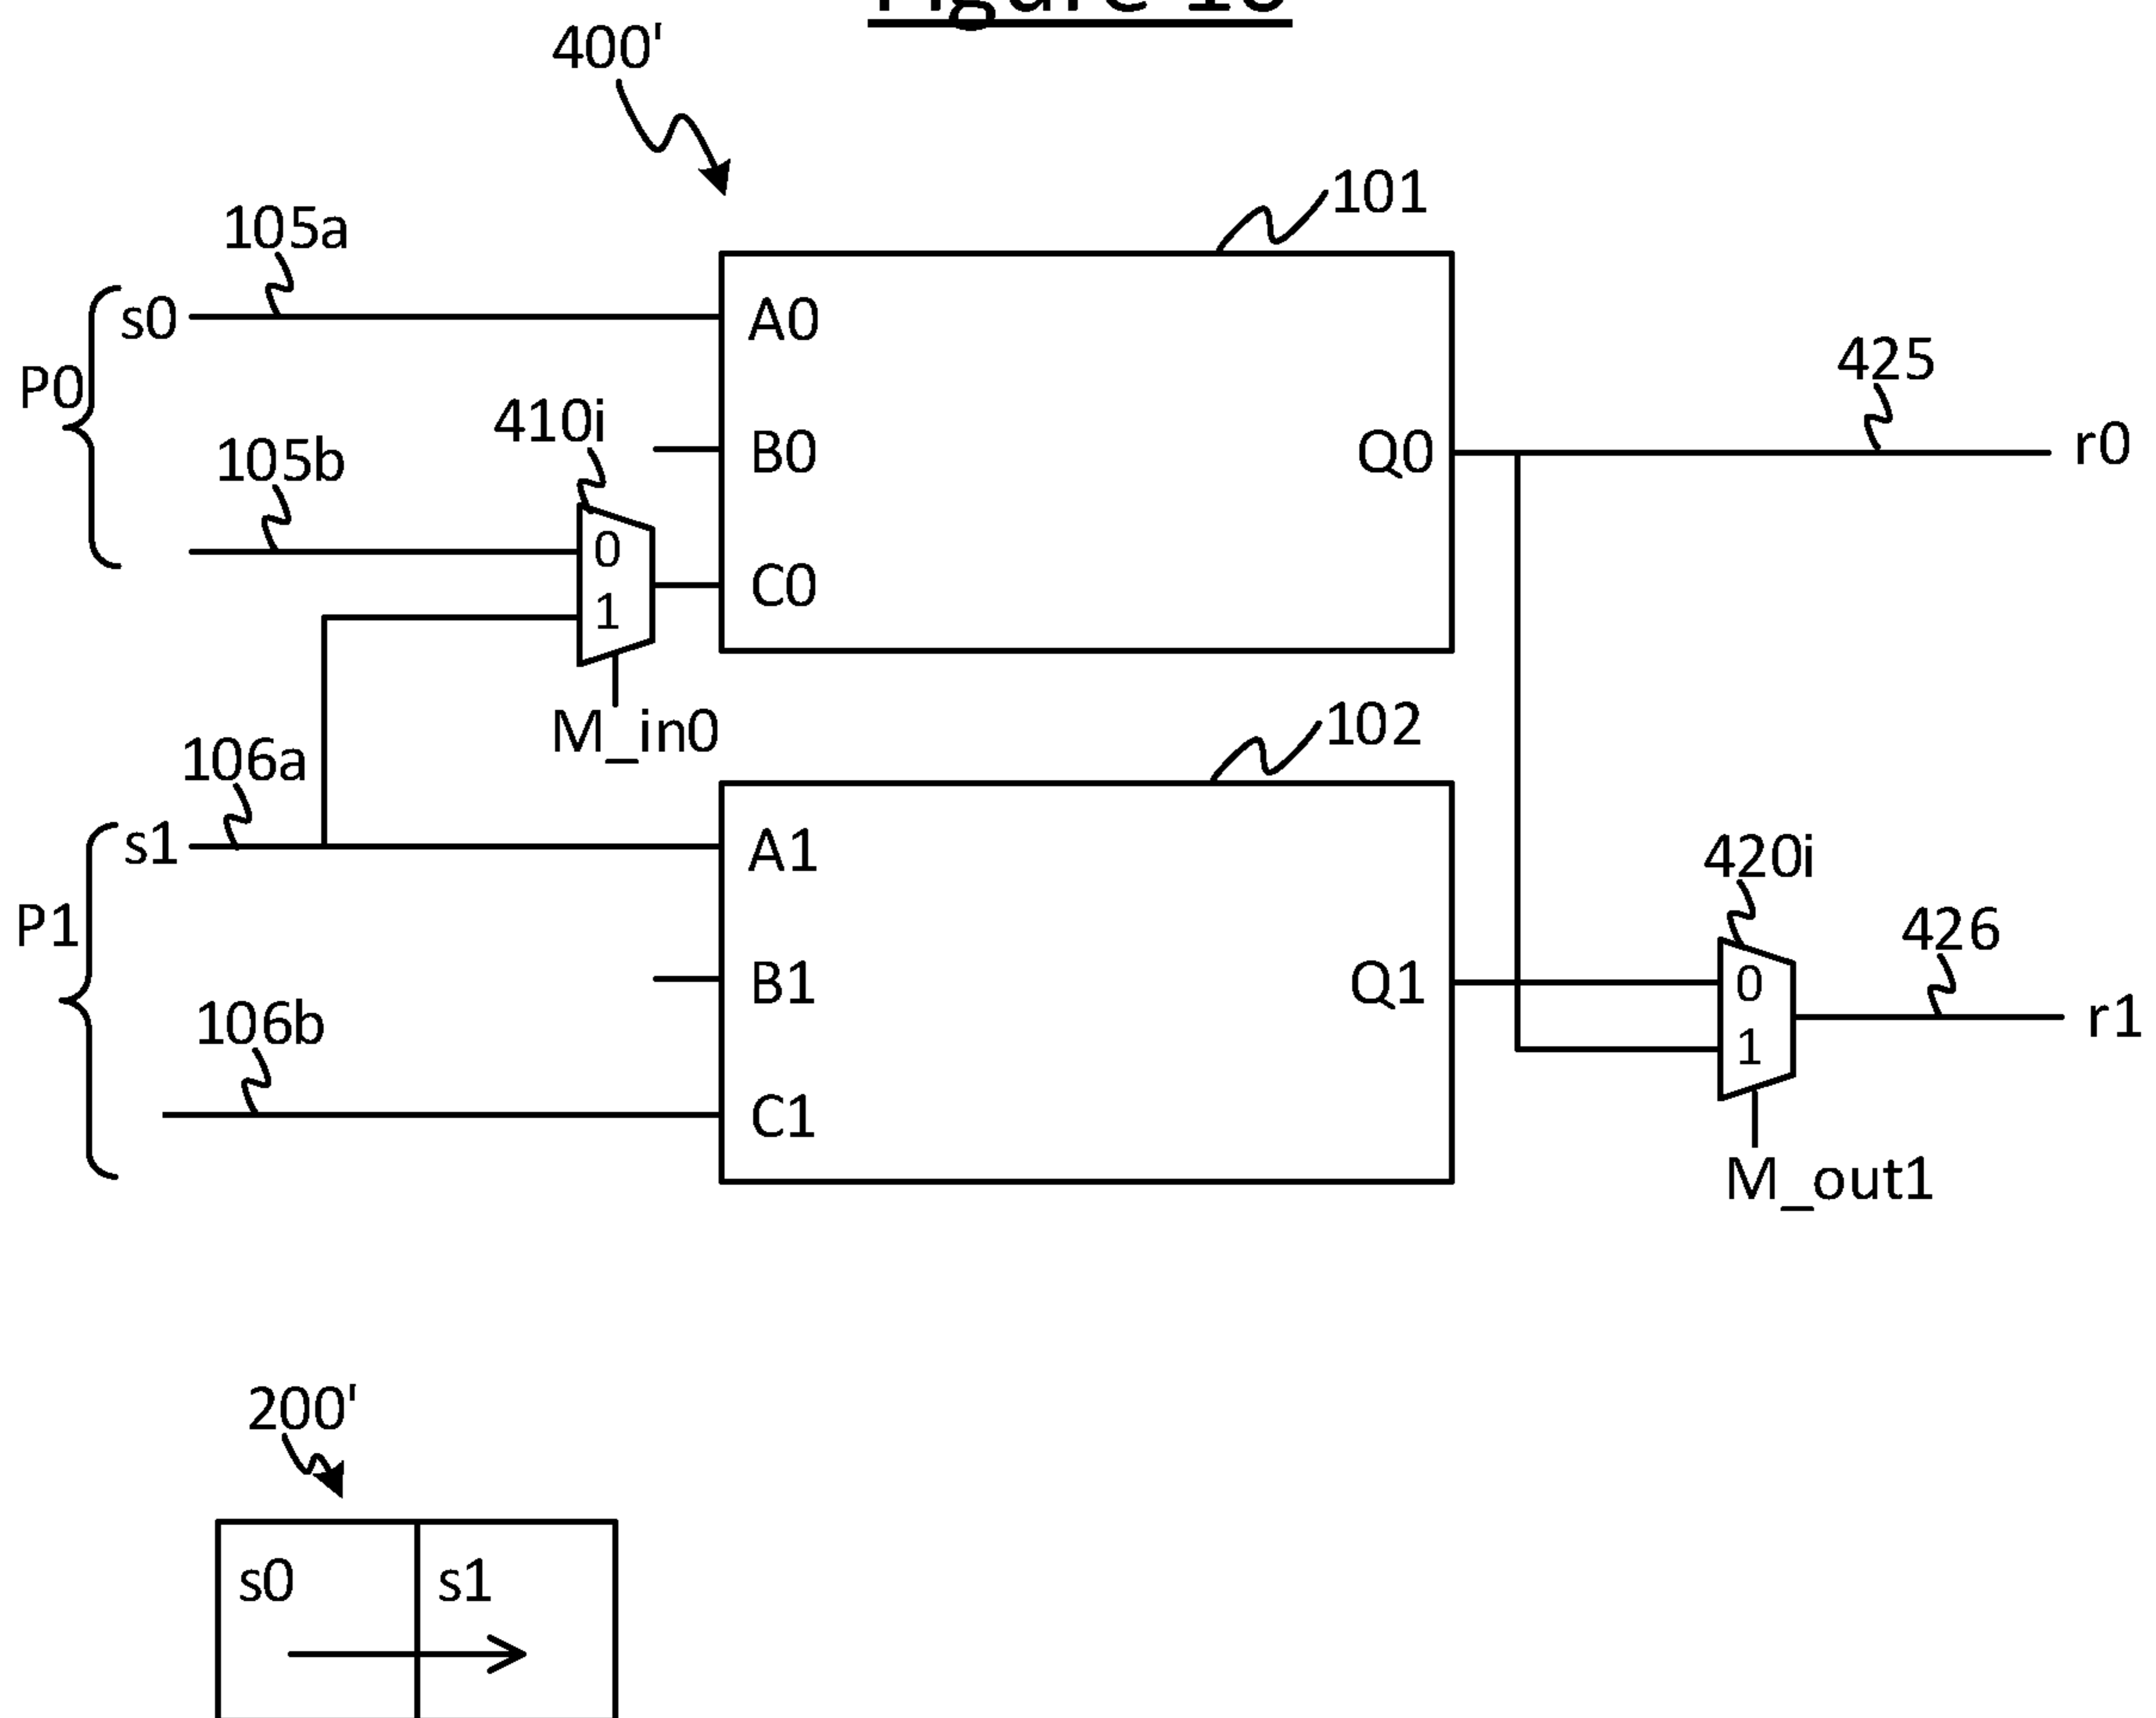 400'
101
105a
s0
A0
P0
425
410i
B0
Q0
r0
105b
0
C0
1
M_in0
102
106a
s1
A1
420i
P1
426
B1
Q1
0
r1
106b
1
C1
M_out1
200'
s0 s1